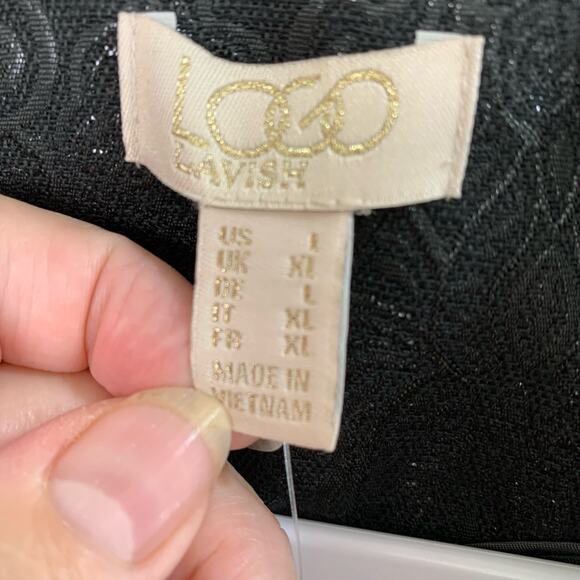 LOGO
LAVISH
US L
UK XL
DE L
IT XL
FR XL
MADE IN
VIETNAM